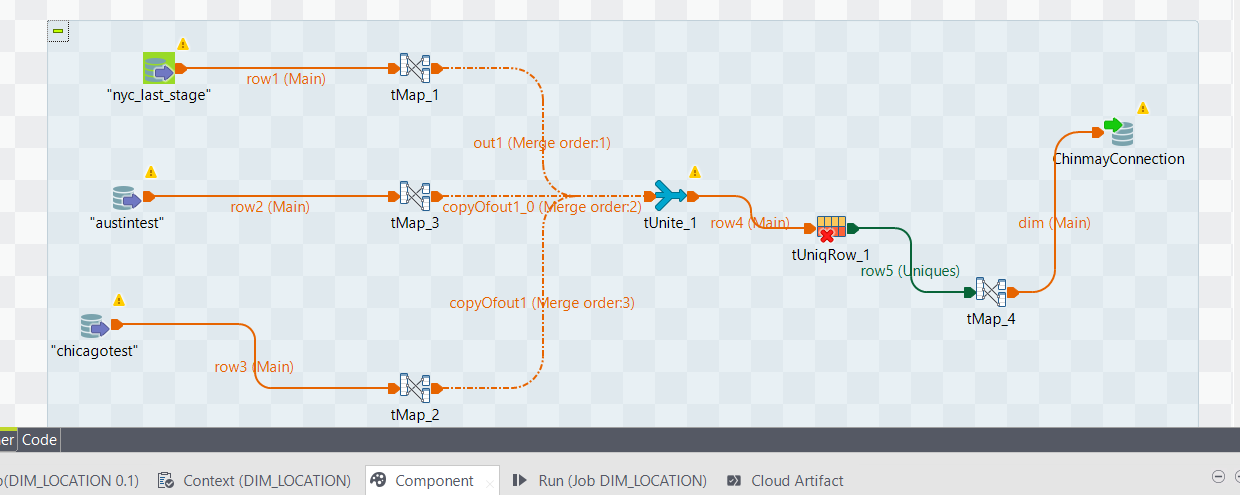 row1 (Main)
"nyc_last_stage"
tMap_1
out1 (Merge order:1)
ChinmayConnection
row2 (Main)
copyOfout1_0 (Merge order:2)
"austintest"
tMap_3
tUnite_1
row4 (Main)
dim (Main)
tUniqRow_1
row5 (Uniques)
copyOfout1 (Merge order:3)
tMap_4
"chicagotest"
row3 (Main)
tMap_2
er Code
(DIM_LOCATION 0.1) Context (DIM_LOCATION) Component Run (Job DIM_LOCATION) Cloud Artifact